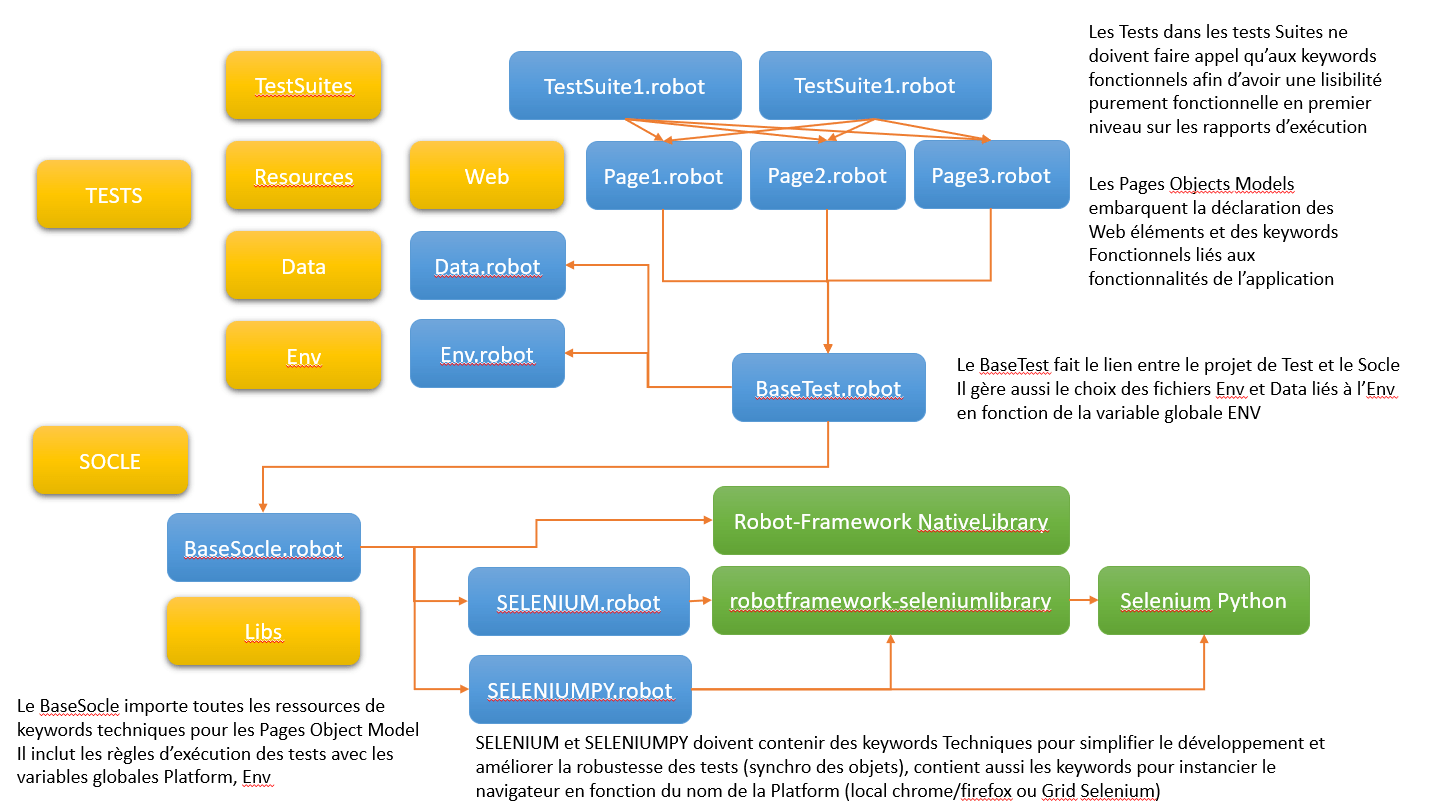 Les Tests dans les tests Suites ne
doivent faire appel qu’aux keywords
fonctionnels afin d’avoir une lisibilité
purement fonctionnelle en premier
niveau sur les rapports d’exécution
TestSuites
TestSuite1.robot
TestSuite1.robot
TESTS
Resources
Web
Page1.robot
Page2.robot
Page3.robot
Les Pages Objects Models
embarquent la déclaration des
Web éléments et des keywords
Fonctionnels liés aux
fonctionnalités de l’application
Data
Data.robot
Env
Env.robot
BaseTest.robot
Le BaseTest fait le lien entre le projet de Test et le Socle
Il gère aussi le choix des fichiers Env et Data liés à l’Env
en fonction de la variable globale ENV
SOCLE
BaseSocle.robot
Robot-Framework NativeLibrary
SELENIUM.robot
robotframework-seleniumlibrary
Selenium Python
Libs
SELENIUMPY.robot
Le BaseSocle importe toutes les ressources de
keywords techniques pour les Pages Object Model
Il inclut les règles d’exécution des tests avec les
variables globales Platform, Env
SELENIUM et SELENIUMPY doivent contenir des keywords Techniques pour simplifier le développement et
améliorer la robustesse des tests (synchro des objets), contient aussi les keywords pour instancier le
navigateur en fonction du nom de la Platform (local chrome/firefox ou Grid Selenium)